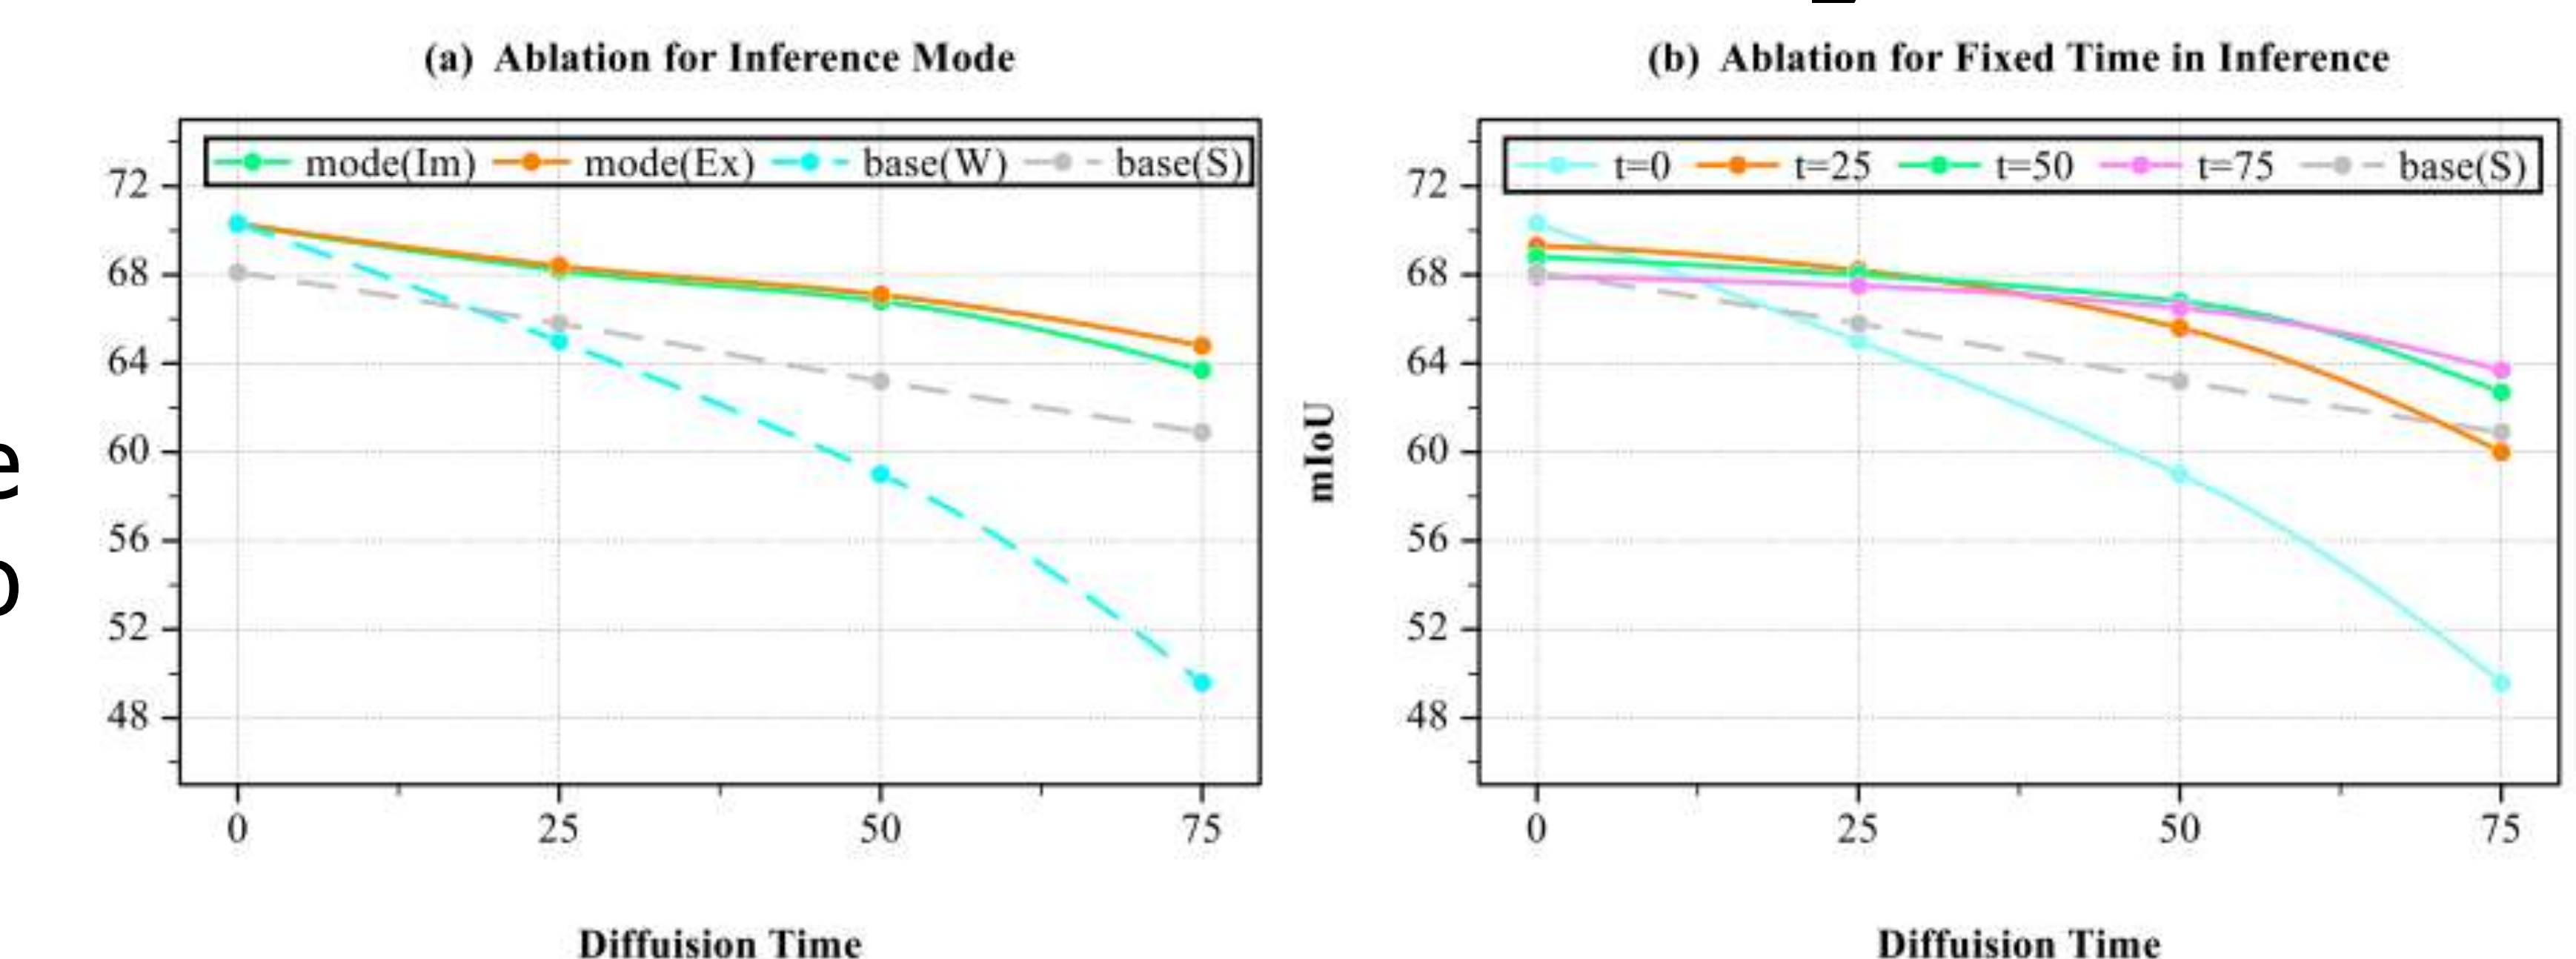 (a) Ablation for Inference Mode
mode(Im) mode(Ex) base(W) base(S)
72
68
64
60
56
52
48
0 25 50 75
Diffuision Time
e
o
(b) Ablation for Fixed Time in Inference
t=0 t=25 t=50 t=75 base(S)
mIoU
72
68
64
60
56
52
48
0 25 50 75
Diffuision Time